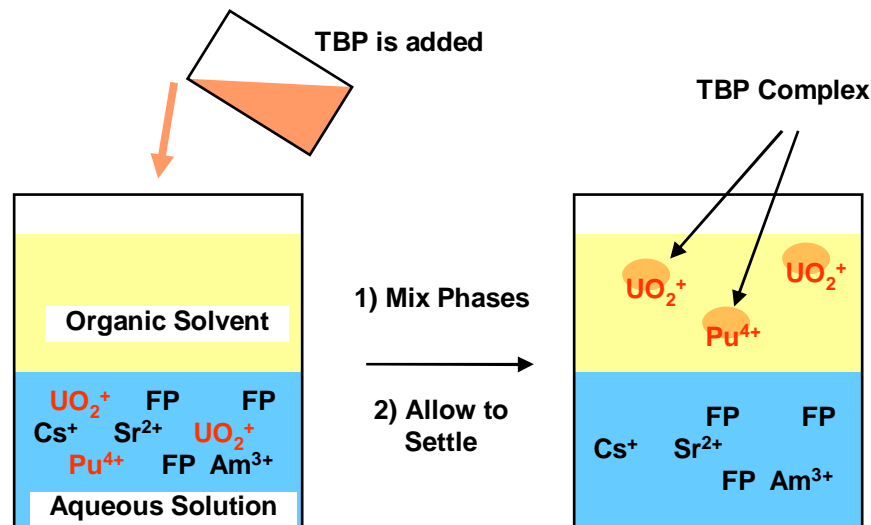 TBP is added
TBP Complex
Organic Solvent
UO₂⁺ FP FP
Cs⁺ Sr²⁺ UO₂⁺
Pu⁴⁺ FP Am³⁺
Aqueous Solution
1) Mix Phases
2) Allow to
Settle
UO₂⁺ UO₂⁺
Pu⁴⁺
FP FP
Cs⁺ Sr²⁺
FP Am³⁺